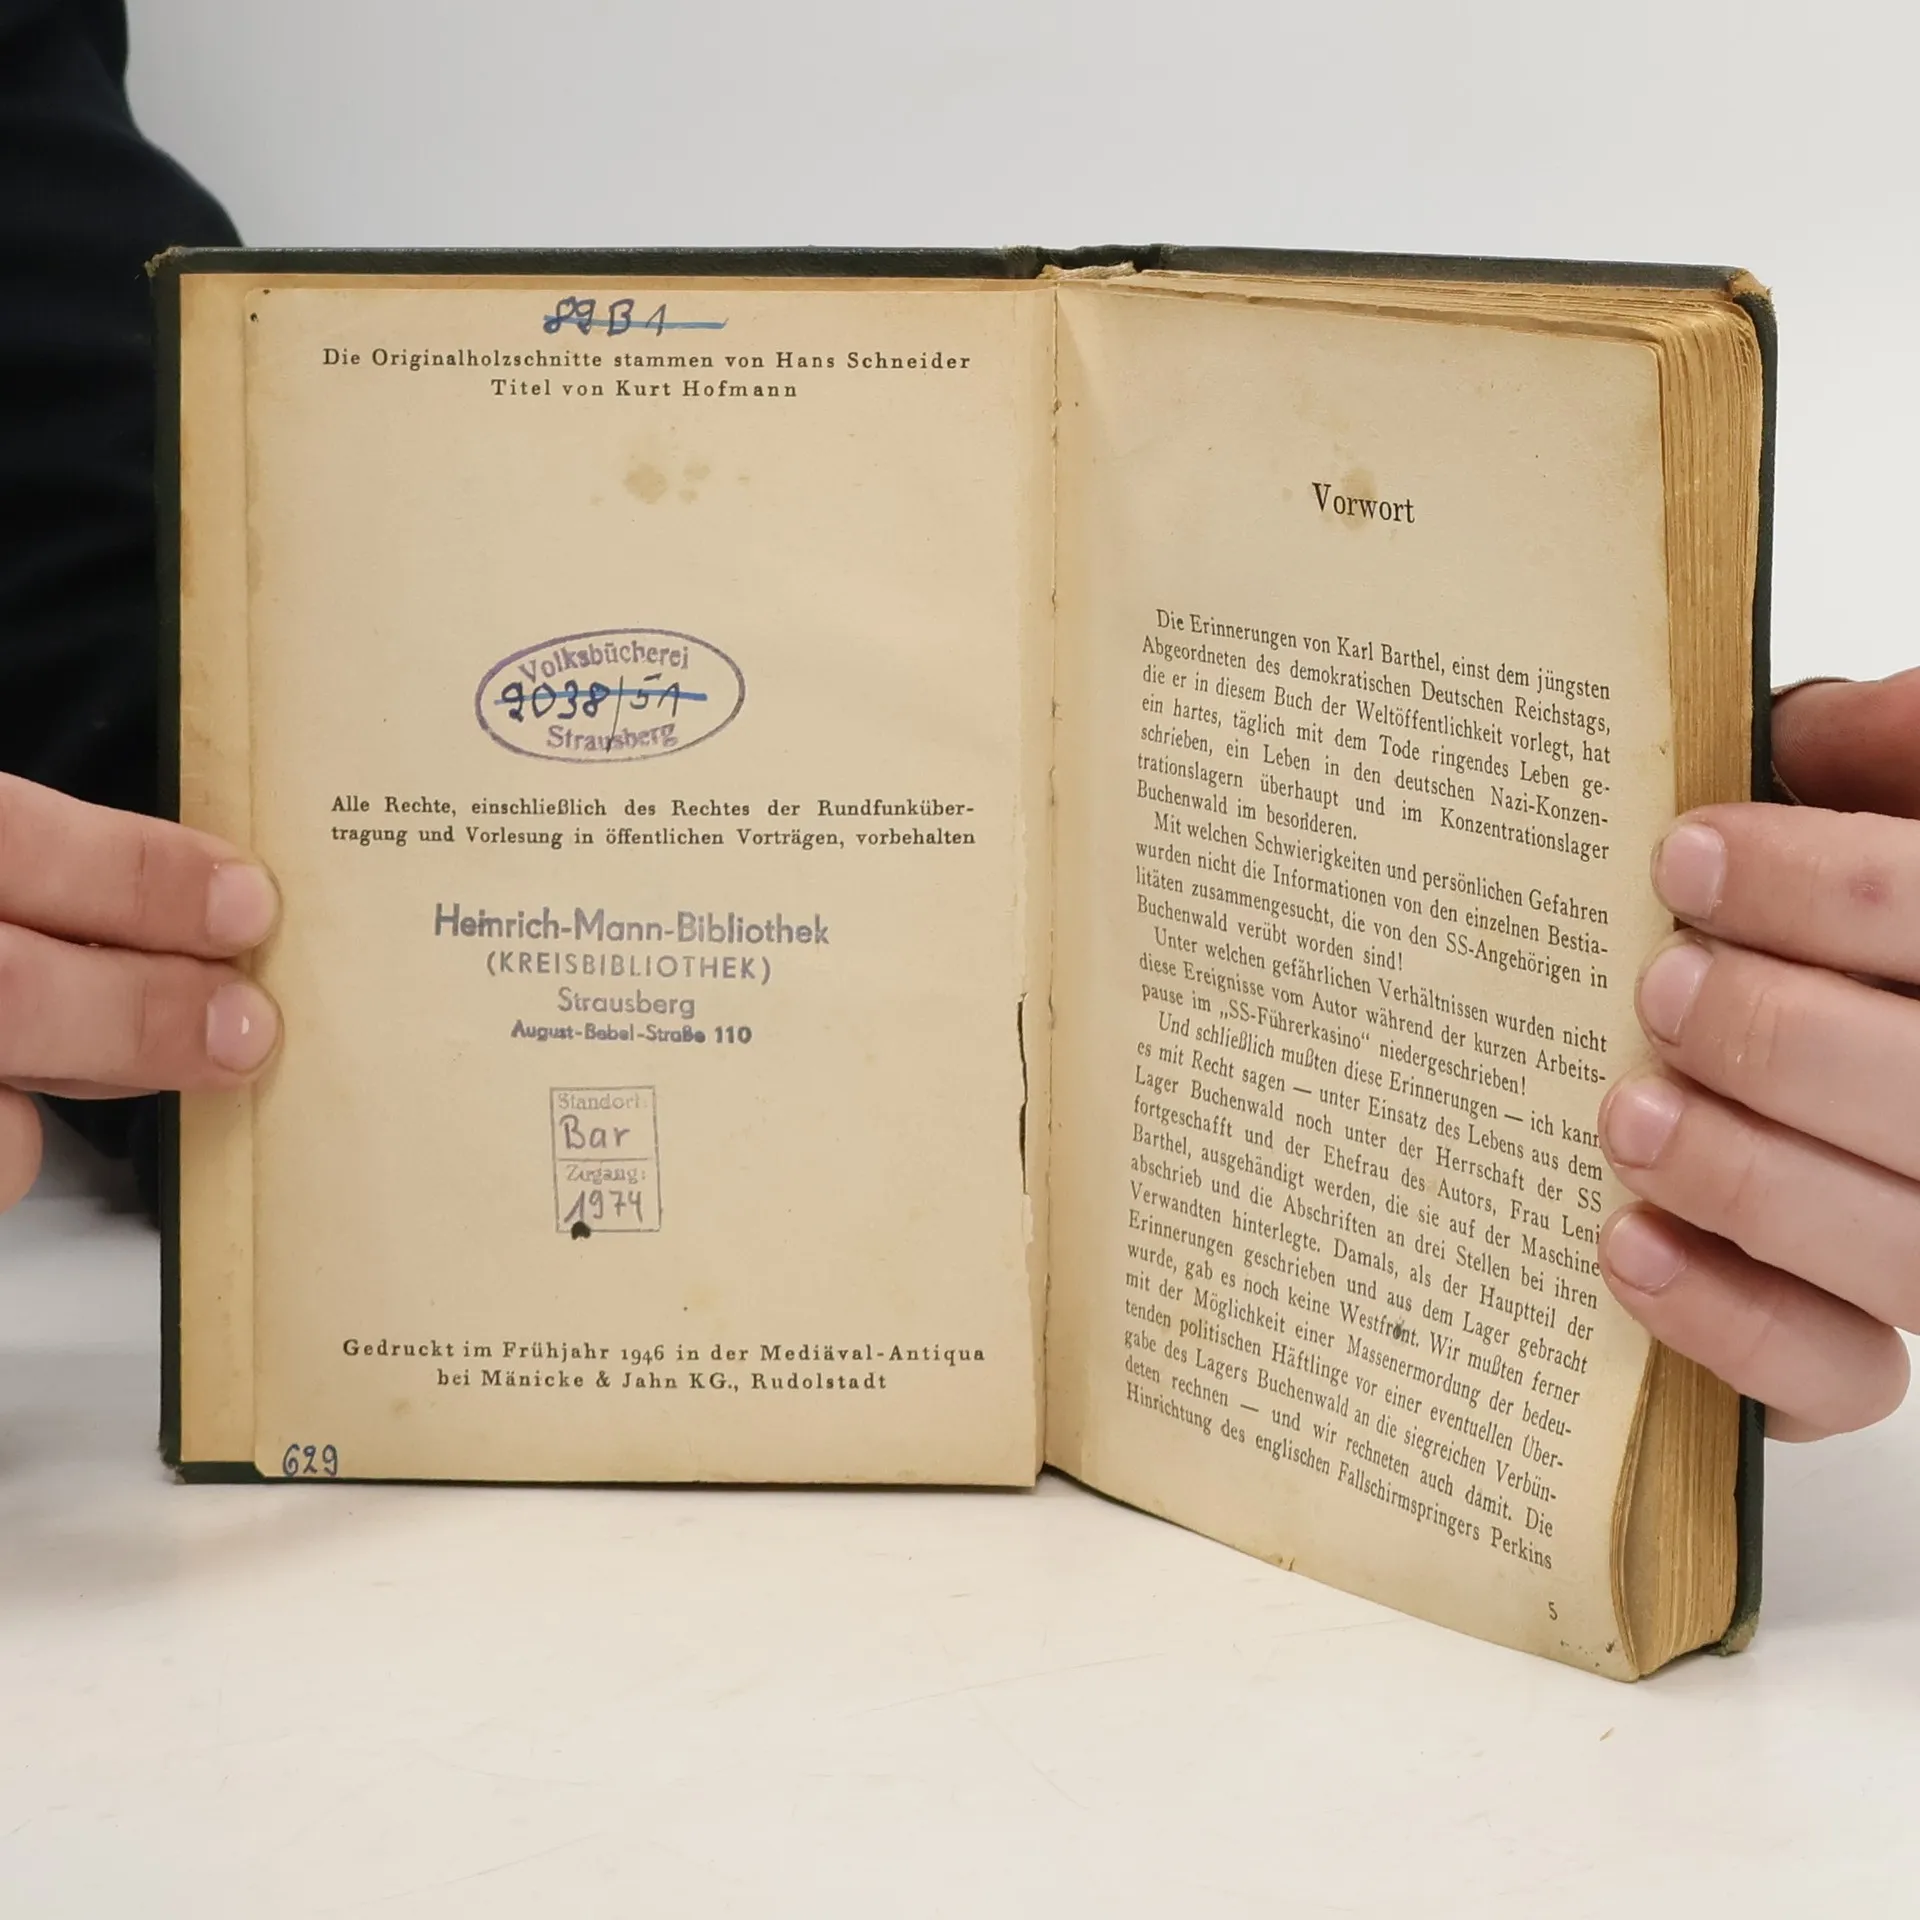 89B1
Die Originalholzschnitte stammen von Hans Schneider
Titel von Kurt Hofmann
Volksbücherei
2038/51
Strausberg
Alle Rechte, einschließlich des Rechtes der Rundfunküber-
tragung und Vorlesung in öffentlichen Vorträgen, vorbehalten
Heinrich-Mann-Bibliothek
(KREISBIBLIOTHEK)
Strausberg
August-Bebel-Straße 110
Standort:
Bar
Zugang:
1974
Gedruckt im Frühjahr 1946 in der Mediäval-Antiqua
bei Mänicke & Jahn KG., Rudolstadt
629
Vorwort
Die Erinnerungen von Karl Barthel, einst dem jüngsten
Abgeordneten des demokratischen Deutschen Reichstags,
die er in diesem Buch der Weltöffentlichkeit vorlegt, hat
ein hartes, täglich mit dem Tode ringendes Leben ge-
schrieben, ein Leben in den deutschen Nazi-Konzen-
trationslagern überhaupt und im Konzentrationslager
Buchenwald im besonderen.
Mit welchen Schwierigkeiten und persönlichen Gefahren
wurden nicht die Informationen von den einzelnen Bestia-
litäten zusammengesucht, die von den SS-Angehörigen in
Buchenwald verübt worden sind!
Unter welchen gefährlichen Verhältnissen wurden nicht
diese Ereignisse vom Autor während der kurzen Arbeits-
pause im „SS-Führerkasino“ niedergeschrieben!
Und schließlich mußten diese Erinnerungen — ich kann
es mit Recht sagen — unter Einsatz des Lebens aus dem
Lager Buchenwald noch unter der Herrschaft der SS
fortgeschafft und der Ehefrau des Autors, Frau Leni
Barthel, ausgehändigt werden, die sie auf der Maschine
abschrieb und die Abschriften an drei Stellen bei ihren
Verwandten hinterlegte. Damals, als der Hauptteil der
Erinnerungen geschrieben und aus dem Lager gebracht
wurde, gab es noch keine Westfront. Wir mußten ferner
mit der Möglichkeit einer Massenermordung der bedeu-
tenden politischen Häftlinge vor einer eventuellen Über-
gabe des Lagers Buchenwald an die siegreichen Verbün-
deten rechnen — und wir rechneten auch damit. Die
Hinrichtung des englischen Fallschirmspringers Perkins
5